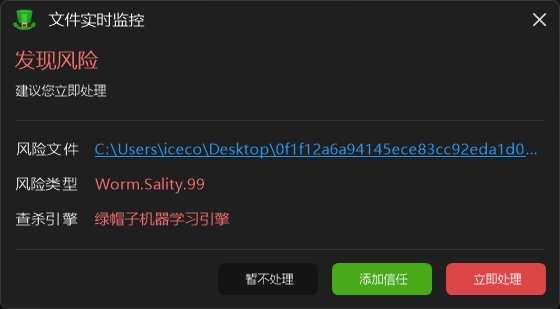 文件实时监控
发现风险
建议您立即处理
风险文件 C:\Users\iceco\Desktop\0f1f12a6a94145ece83cc92eda1d0...
风险类型 Worm.Sality.99
查杀引擎 绿帽子机器学习引擎
暂不处理 添加信任 立即处理